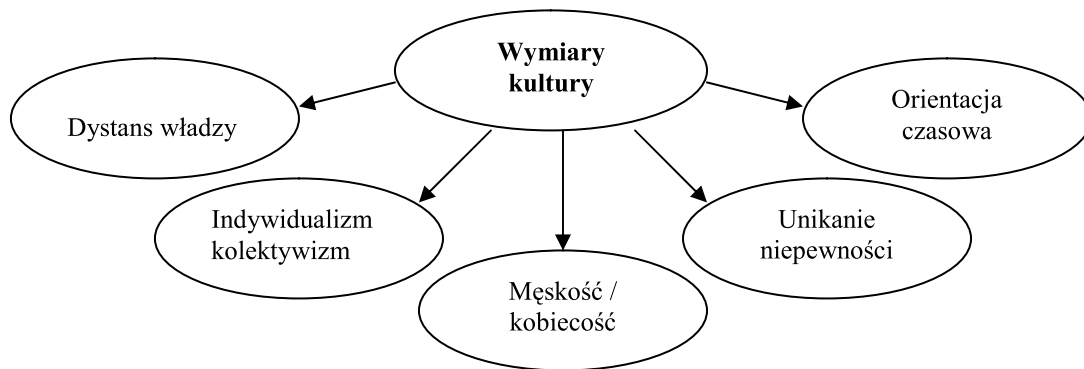 Wymiary
kultury
Dystans władzy
Orientacja
czasowa
Indywidualizm
kolektywizm
Unikanie
niepewności
Męskość /
kobiecość